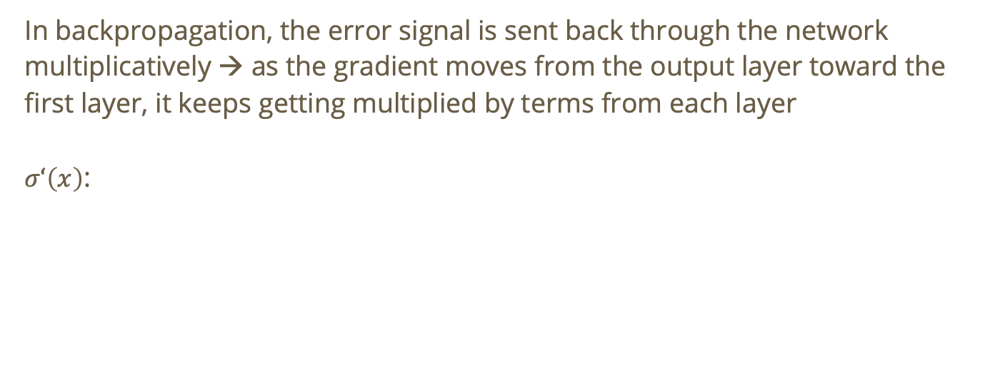 In backpropagation, the error signal is sent back through the network
multiplicatively → as the gradient moves from the output layer toward the
first layer, it keeps getting multiplied by terms from each layer
σ‘(x):